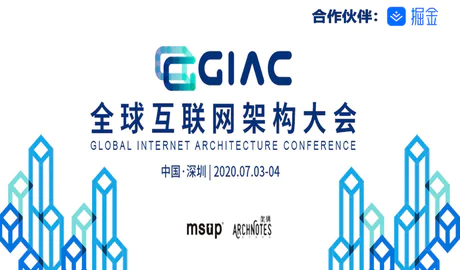 合作伙伴： 掘金
GIAC
全球互联网架构大会
GLOBAL INTERNET ARCHITECTURE CONFERENCE
中国·深圳 | 2020.07.03-04
msup® ARCHNOTES